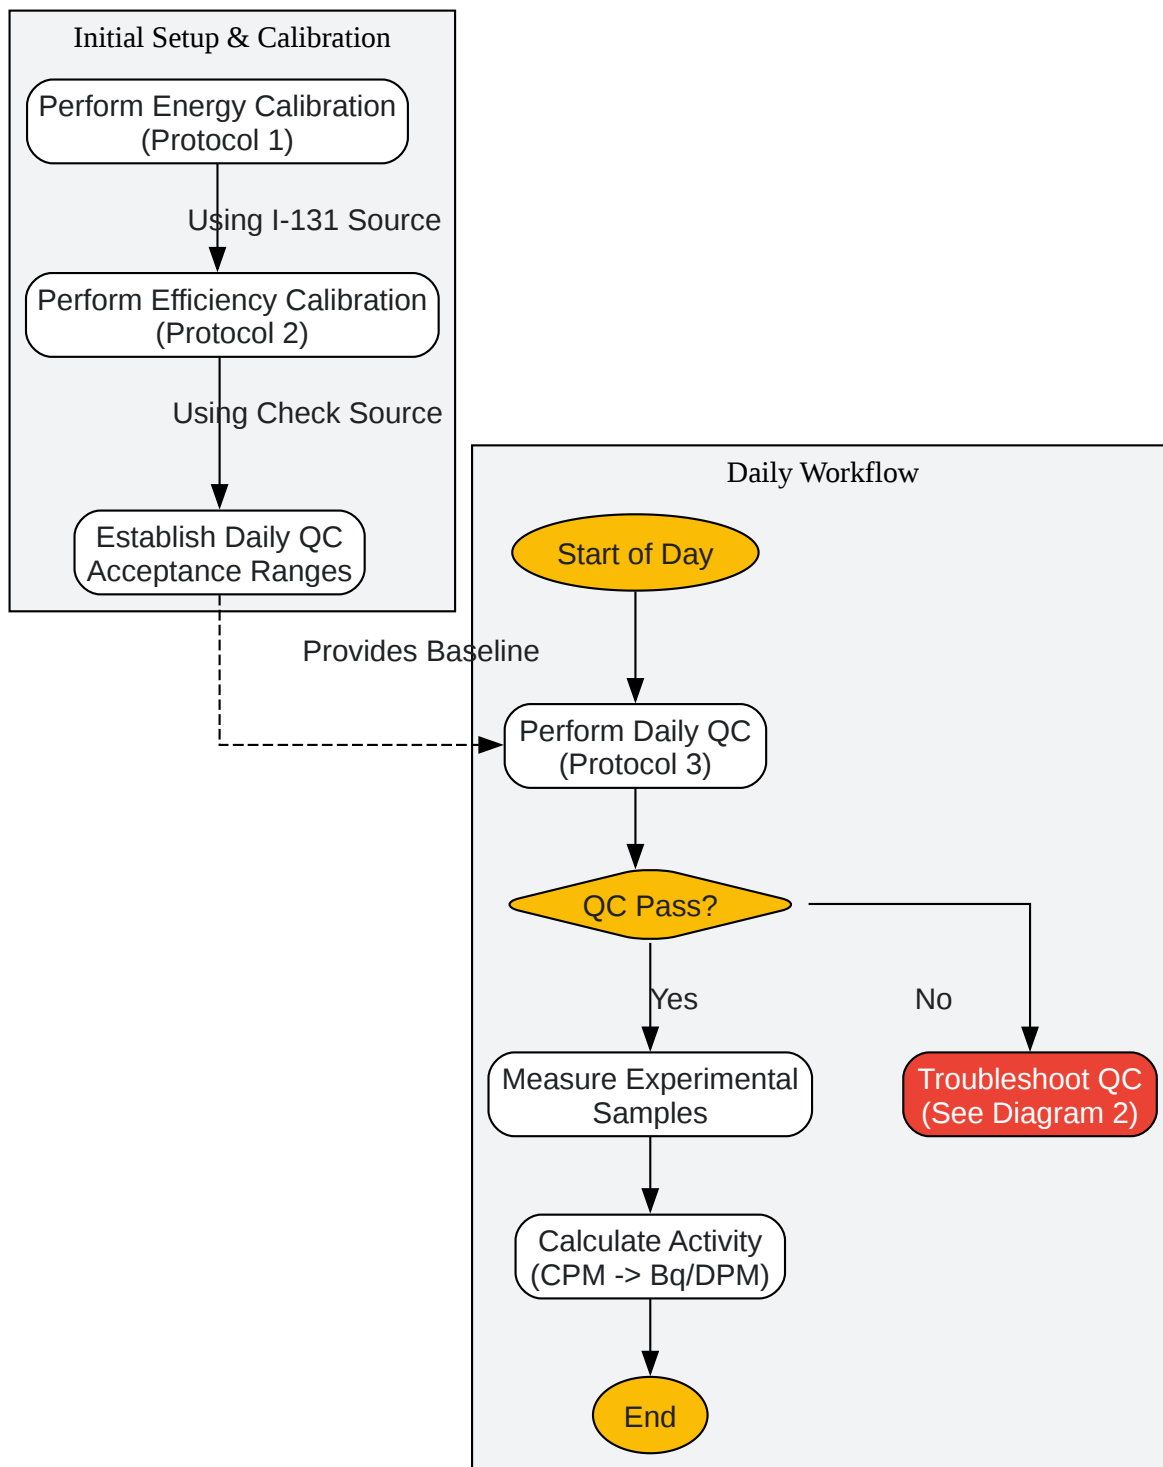 Initial Setup & Calibration
Perform Energy Calibration
(Protocol 1)
Using I-131 Source
Perform Efficiency Calibration
(Protocol 2)
Using Check Source
Establish Daily QC
Acceptance Ranges
Provides Baseline
Daily Workflow
Start of Day
Perform Daily QC
(Protocol 3)
QC Pass?
Yes
No
Measure Experimental
Samples
Troubleshoot QC
(See Diagram 2)
Calculate Activity
(CPM -> Bq/DPM)
End